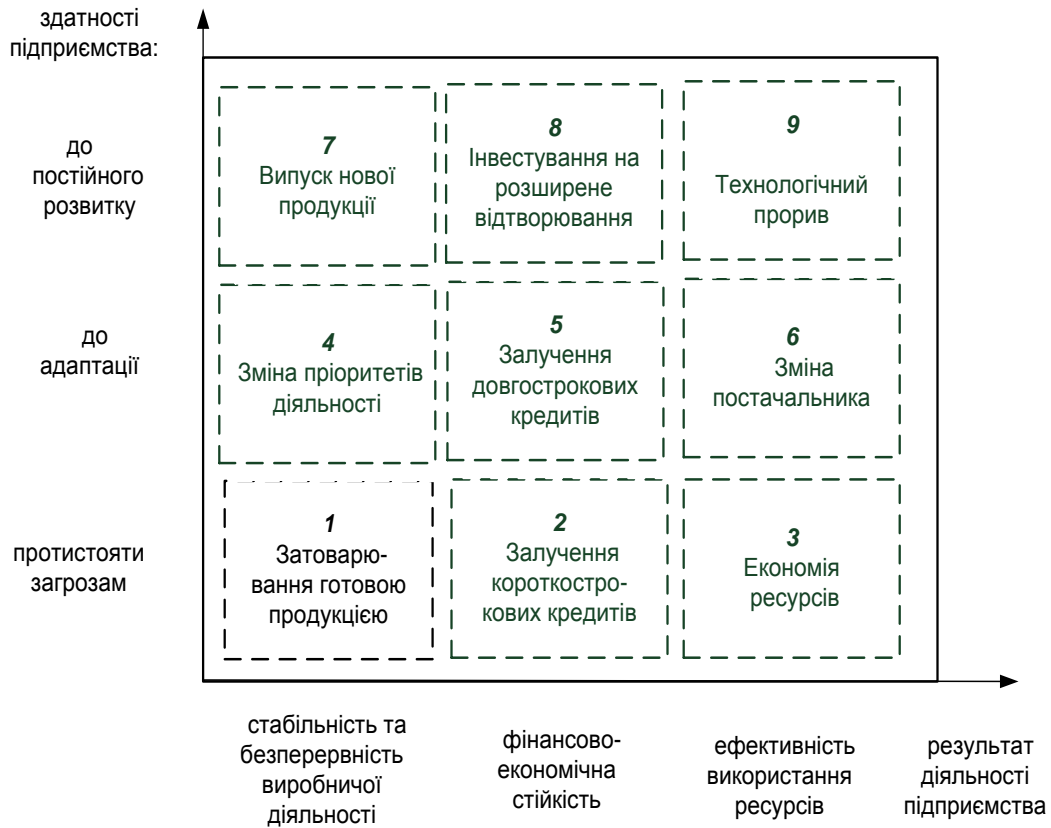 здатності
підприємства:
до
постійного
розвитку
7
Випуск нової
продукції
8
Інвестування на
розширене
відтворювання
9
Технологічний
прорив
до
адаптації
4
Зміна пріоритетів
діяльності
5
Залучення
довгострокових
кредитів
6
Зміна
постачальника
протистояти
загрозам
1
Затоварю-
вання готовою
продукцією
2
Залучення
короткостро-
кових кредитів
3
Економія
ресурсів
стабільність та
безперервність
виробничої
діяльності
фінансово-
економічна
стійкість
ефективність
використання
ресурсів
результат
діяльності
підприємства